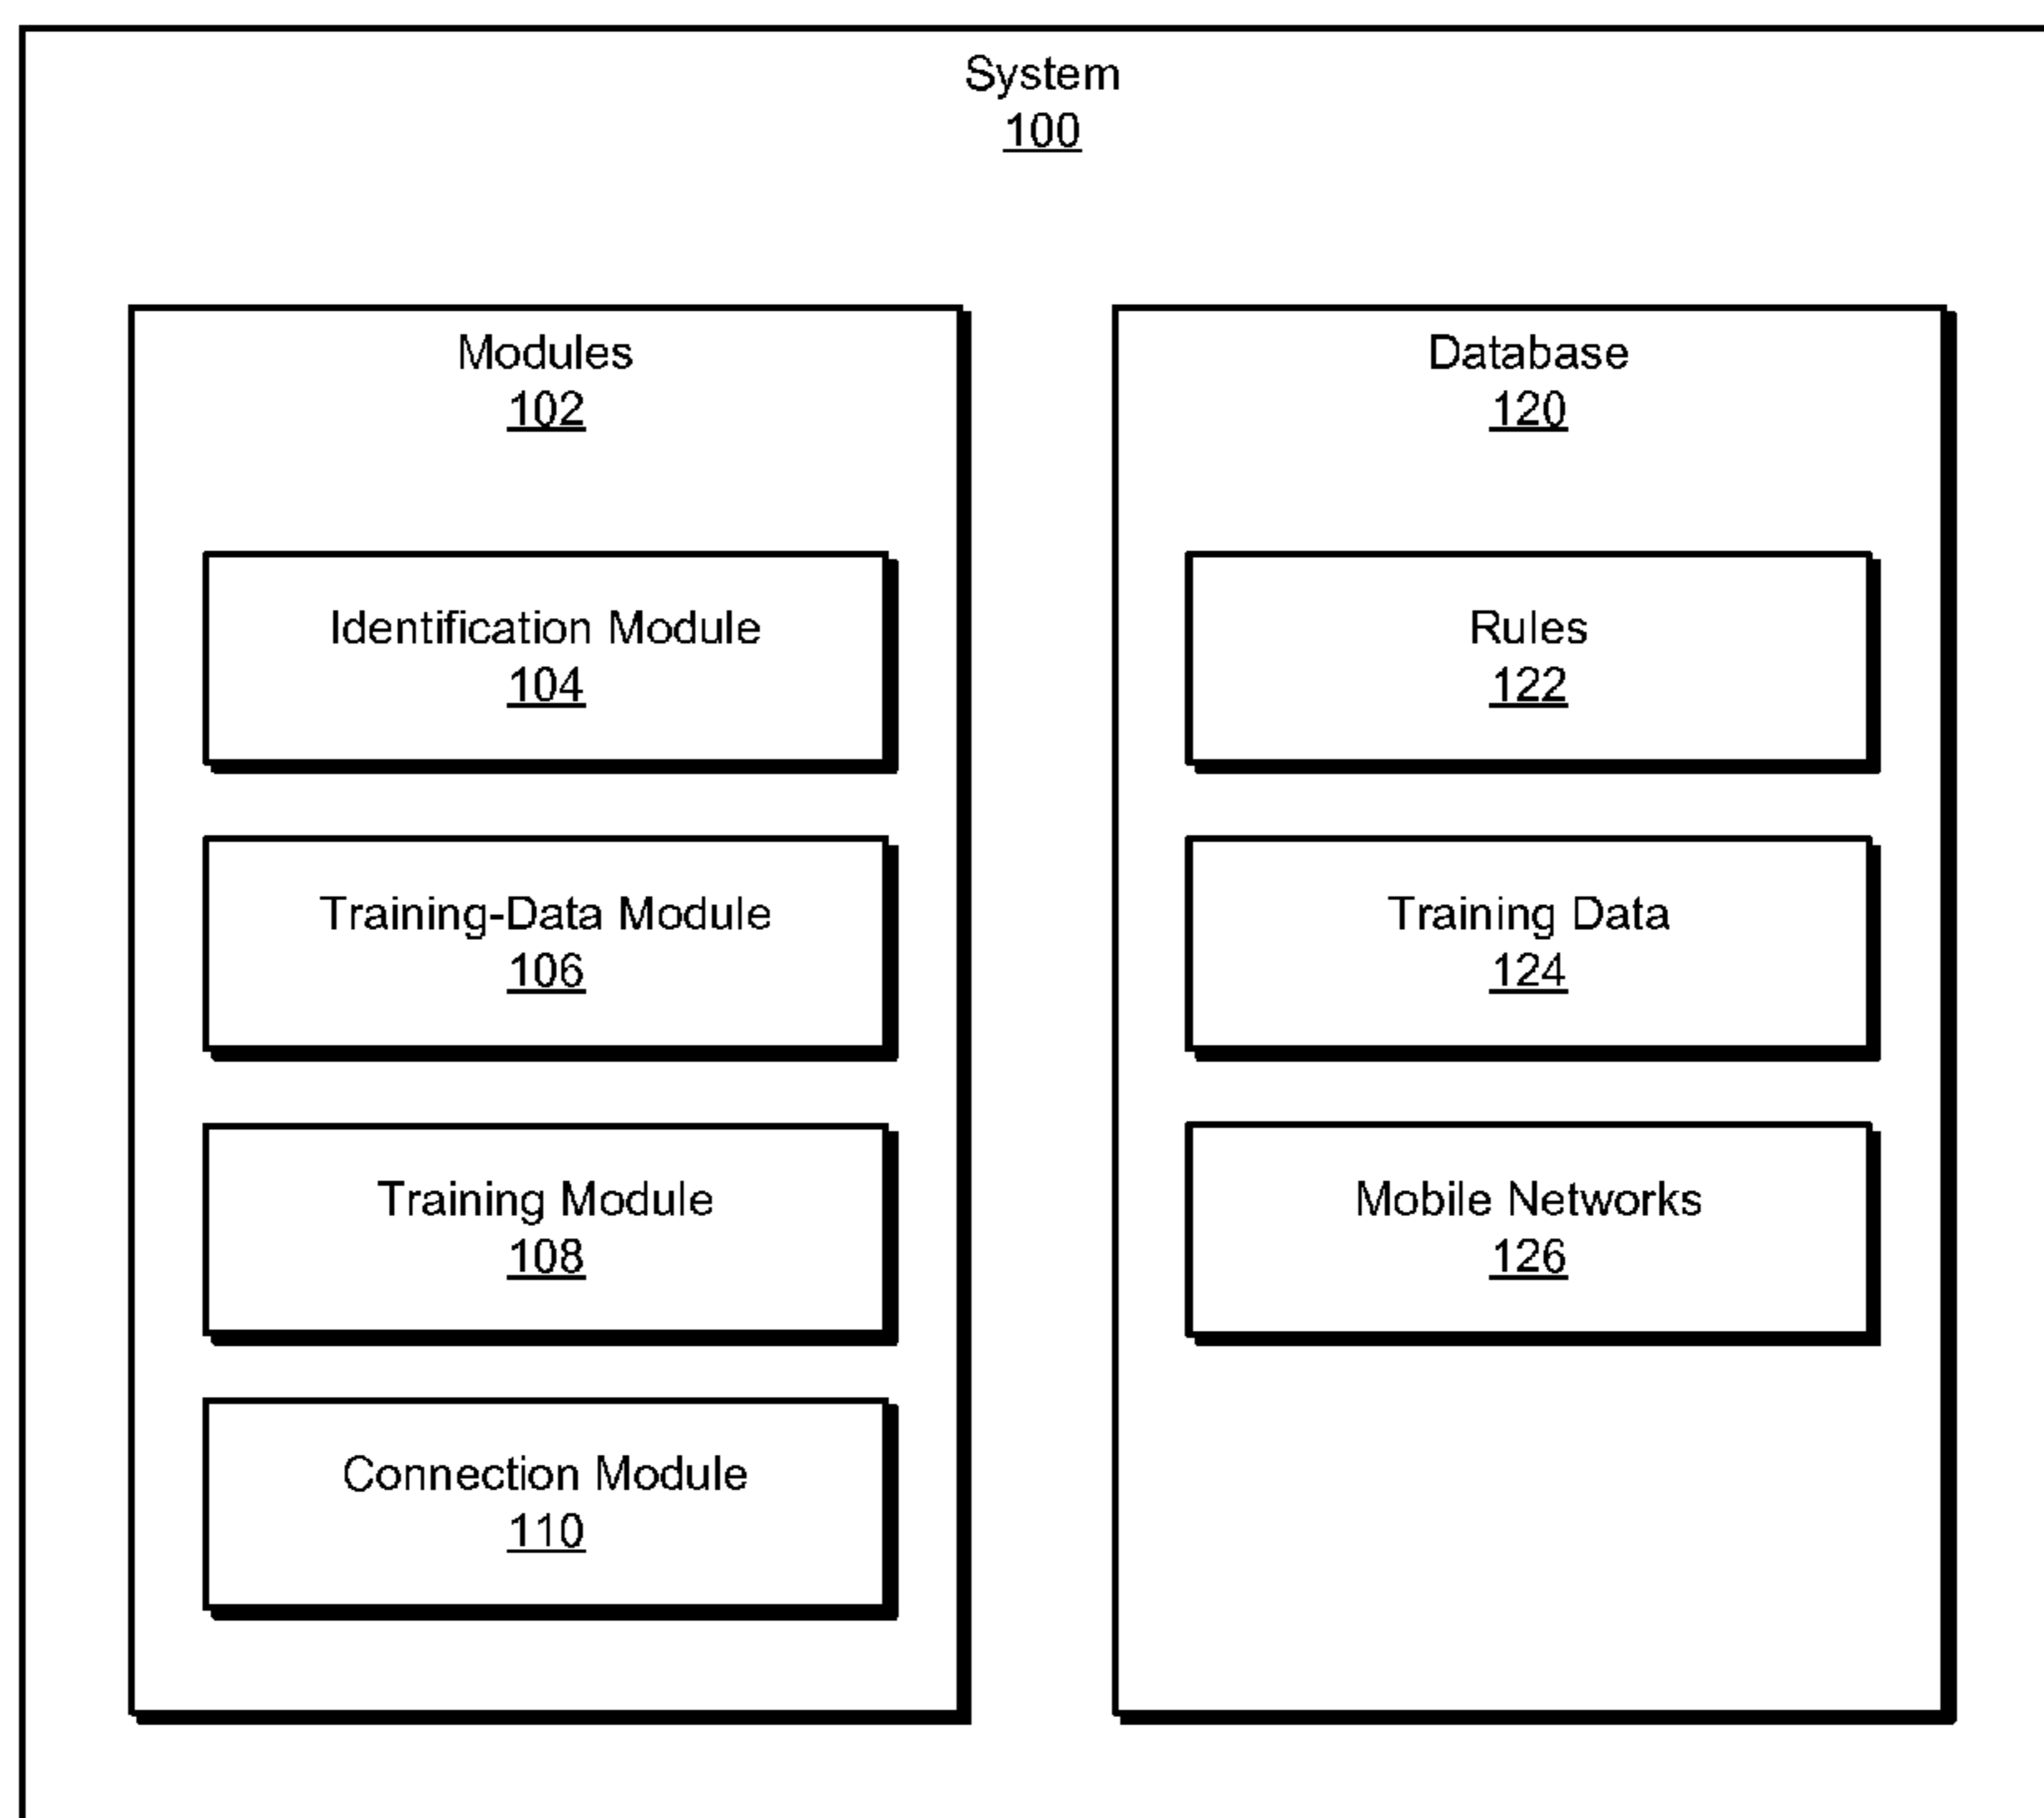 System
100
Modules
102
Identification Module
104
Training-Data Module
106
Training Module
108
Connection Module
110
Database
120
Rules
122
Training Data
124
Mobile Networks
126